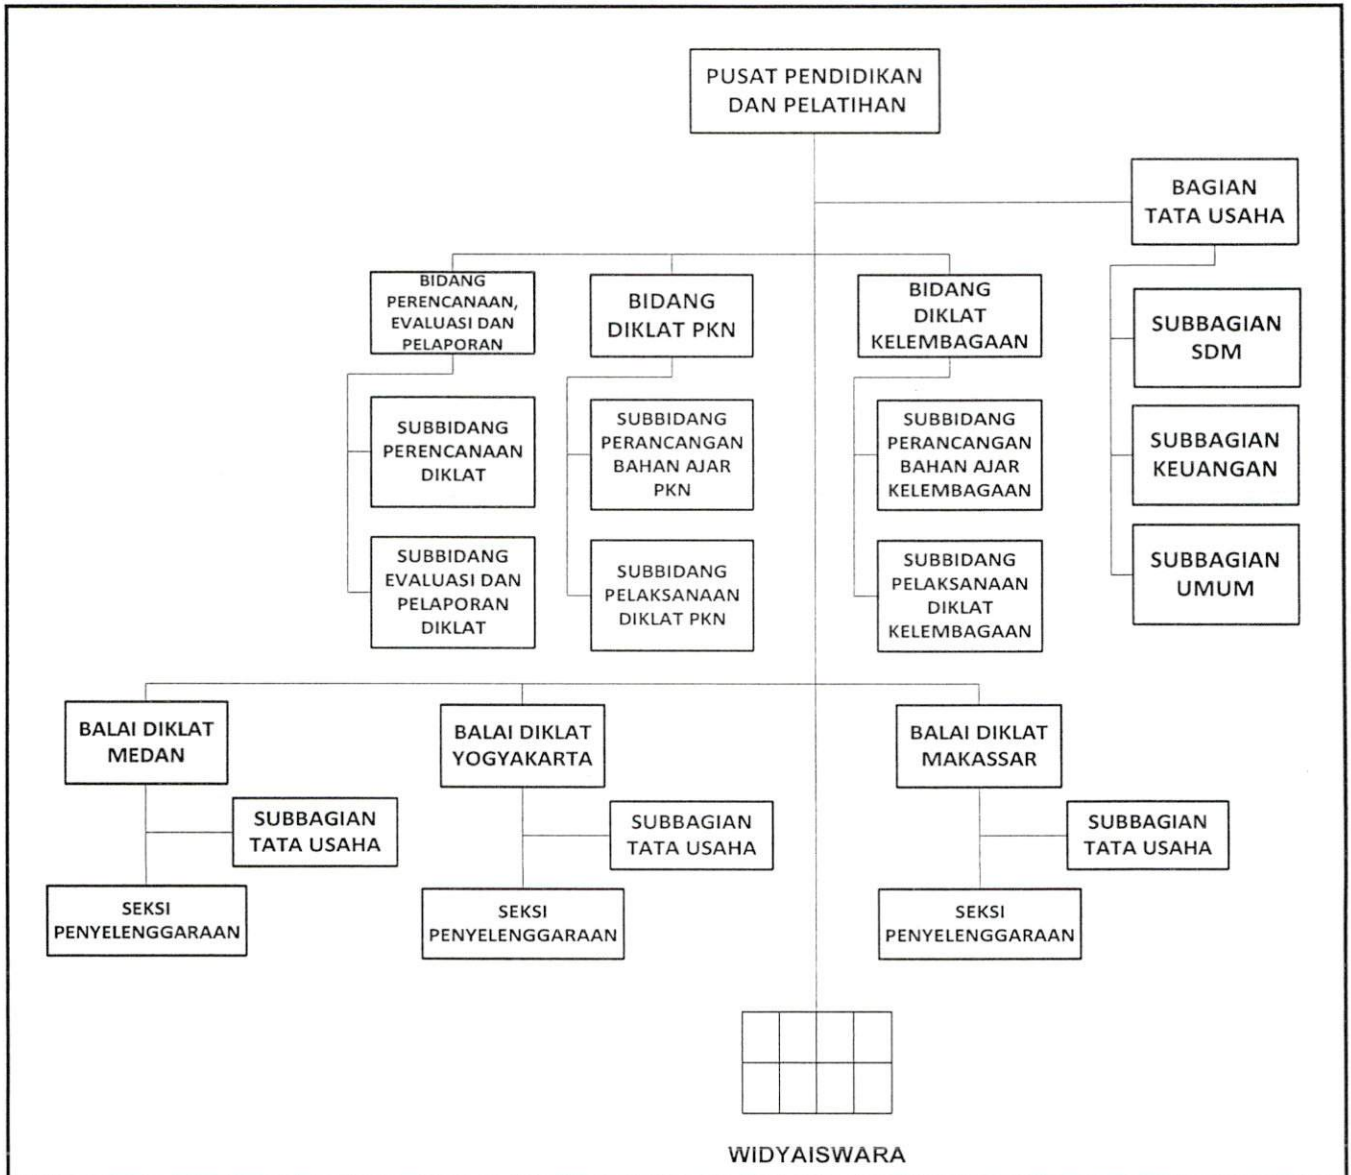 PUSAT PENDIDIKAN
DAN PELATIHAN
BAGIAN
TATA USAHA
BIDANG
PERENCANAAN,
EVALUASI DAN
PELAPORAN
BIDANG
DIKLAT PKN
BIDANG
DIKLAT
KELEMBAGAAN
SUBBAGIAN
SDM
SUBBIDANG
PERENCANAAN
DIKLAT
SUBBIDANG
PERANCANGAN
BAHAN AJAR
PKN
SUBBIDANG
PERANCANGAN
BAHAN AJAR
KELEMBAGAAN
SUBBAGIAN
KEUANGAN
SUBBIDANG
EVALUASI DAN
PELAPORAN
DIKLAT
SUBBIDANG
PELAKSANAAN
DIKLAT PKN
SUBBIDANG
PELAKSANAAN
DIKLAT
KELEMBAGAAN
SUBBAGIAN
UMUM
BALAI DIKLAT
MEDAN
BALAI DIKLAT
YOGYAKARTA
BALAI DIKLAT
MAKASSAR
SUBBAGIAN
TATA USAHA
SUBBAGIAN
TATA USAHA
SUBBAGIAN
TATA USAHA
SEKSI
PENYELENGGARAAN
SEKSI
PENYELENGGARAAN
SEKSI
PENYELENGGARAAN
WIDYAISWARA